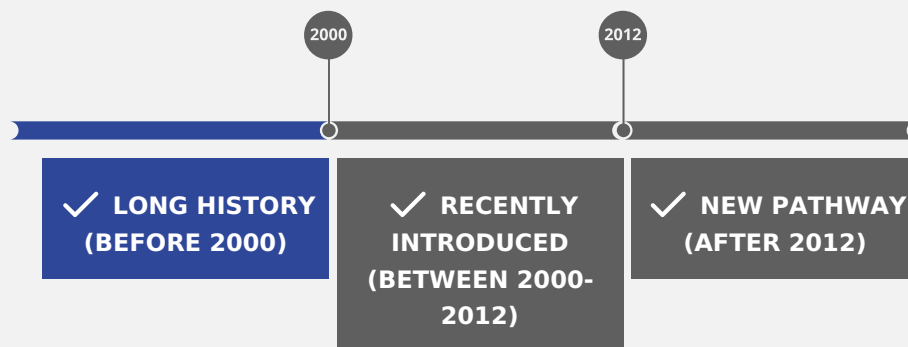 2000
2012
LONG HISTORY
(BEFORE 2000)
RECENTLY
INTRODUCED
(BETWEEN 2000-
2012)
NEW PATHWAY
(AFTER 2012)